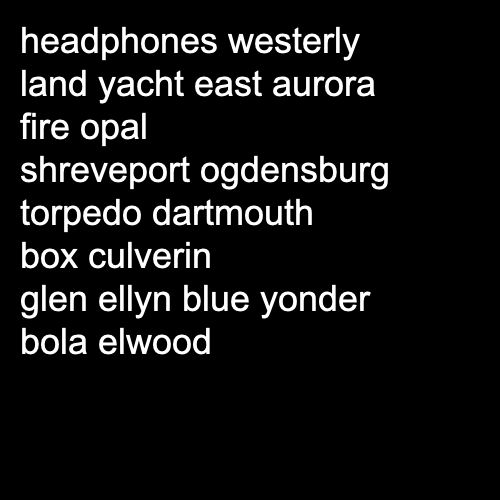 headphones westerly
land yacht east aurora
fire opal
shreveport ogdensburg
torpedo dartmouth
box culverin
glen ellyn blue yonder
bola elwood